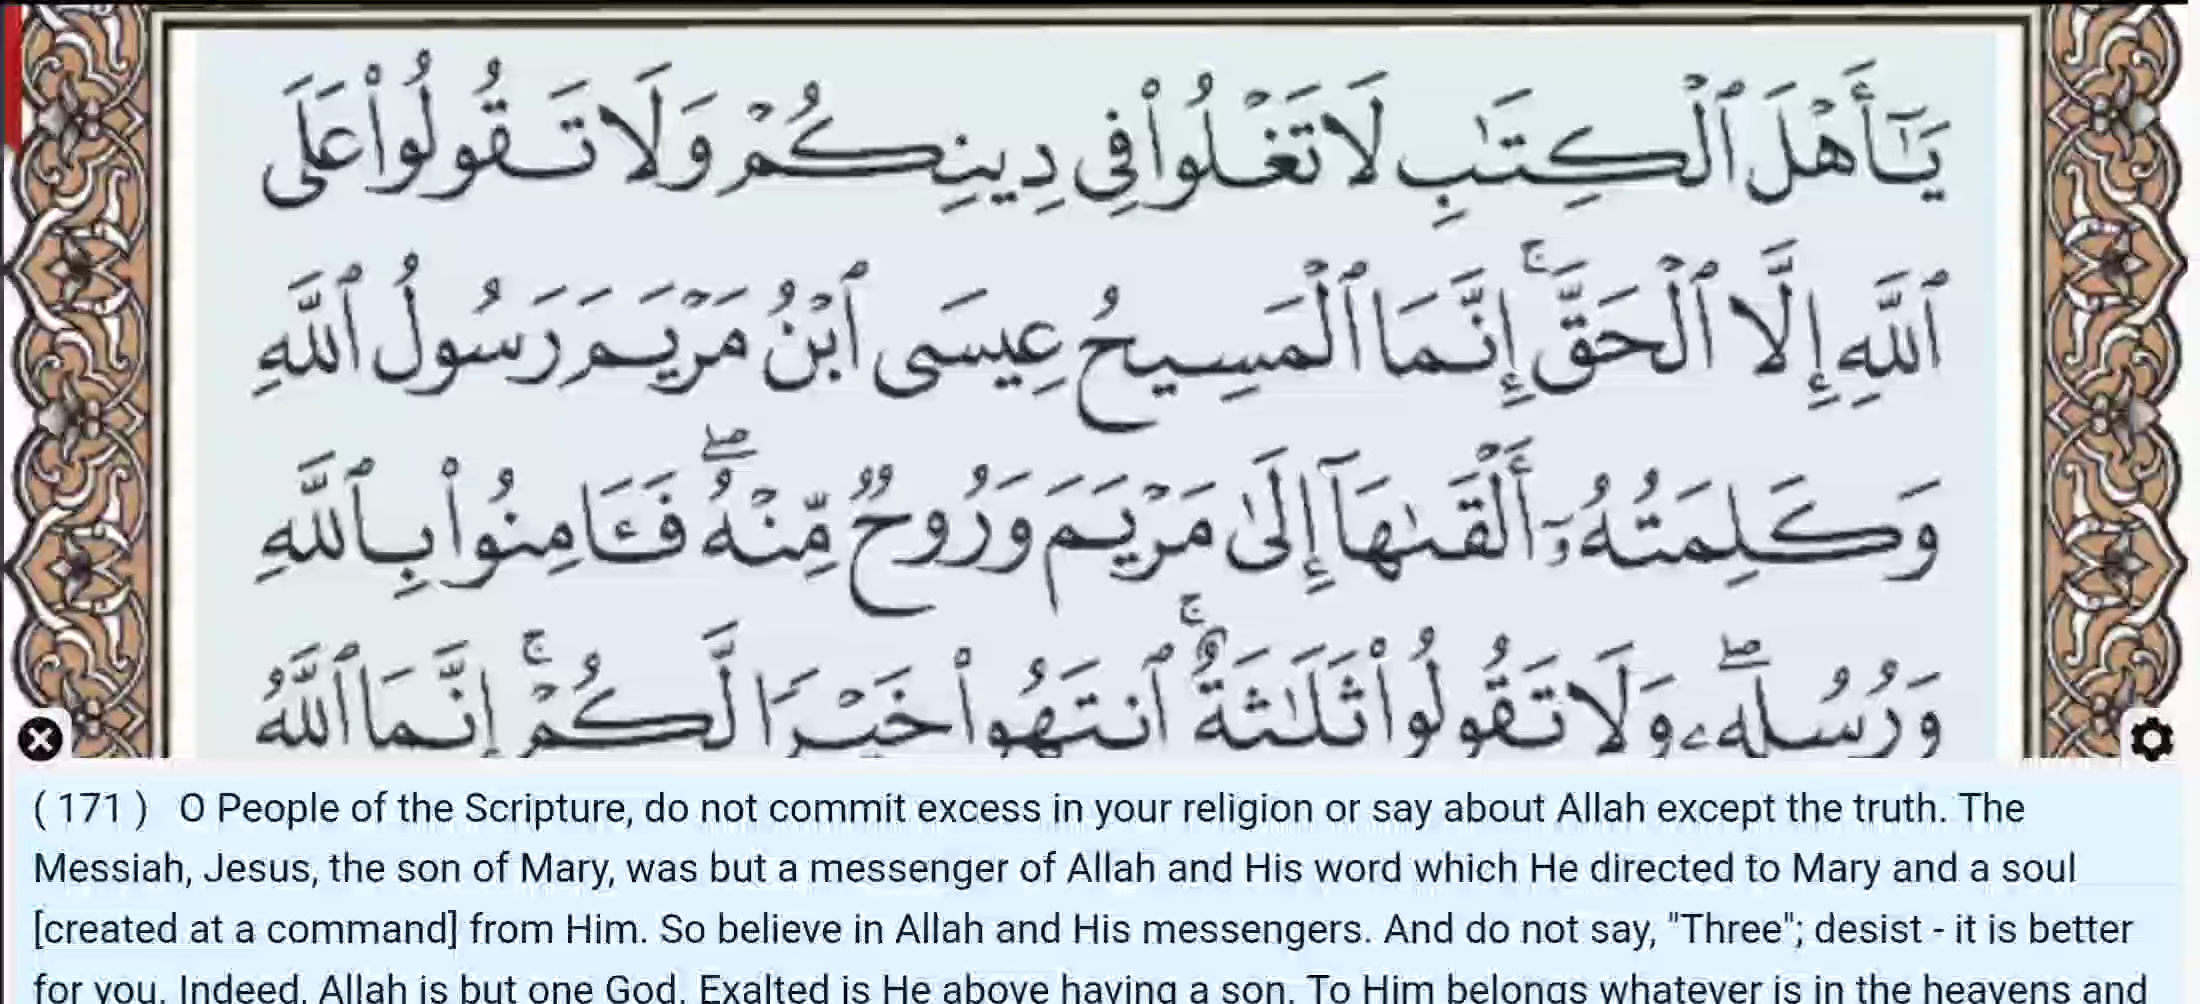 يَـٰٓأَهْلَ ٱلْكِتَـٰبِ لَا تَغْلُوا۟ فِى دِينِكُمْ وَلَا تَقُولُوا۟ عَلَى
ٱللَّهِ إِلَّا ٱلْحَقَّ ۚ إِنَّمَا ٱلْمَسِيحُ عِيسَى ٱبْنُ مَرْيَمَ رَسُولُ ٱللَّهِ
وَكَلِمَتُهُۥٓ أَلْقَىٰهَآ إِلَىٰ مَرْيَمَ وَرُوحٌ مِّنْهُ ۖ فَـَٔامِنُوا۟ بِٱللَّهِ
وَرُسُلِهِۦ ۖ وَلَا تَقُولُوا۟ ثَلَـٰثَةٌ ۚ ٱنتَهُوا۟ خَيْرًا لَّكُمْ ۚ إِنَّمَا ٱللَّهُ
( 171 ) O People of the Scripture, do not commit excess in your religion or say about Allah except the truth. The
Messiah, Jesus, the son of Mary, was but a messenger of Allah and His word which He directed to Mary and a soul
[created at a command] from Him. So believe in Allah and His messengers. And do not say, "Three"; desist - it is better
for you. Indeed, Allah is but one God. Exalted is He above having a son. To Him belongs whatever is in the heavens and